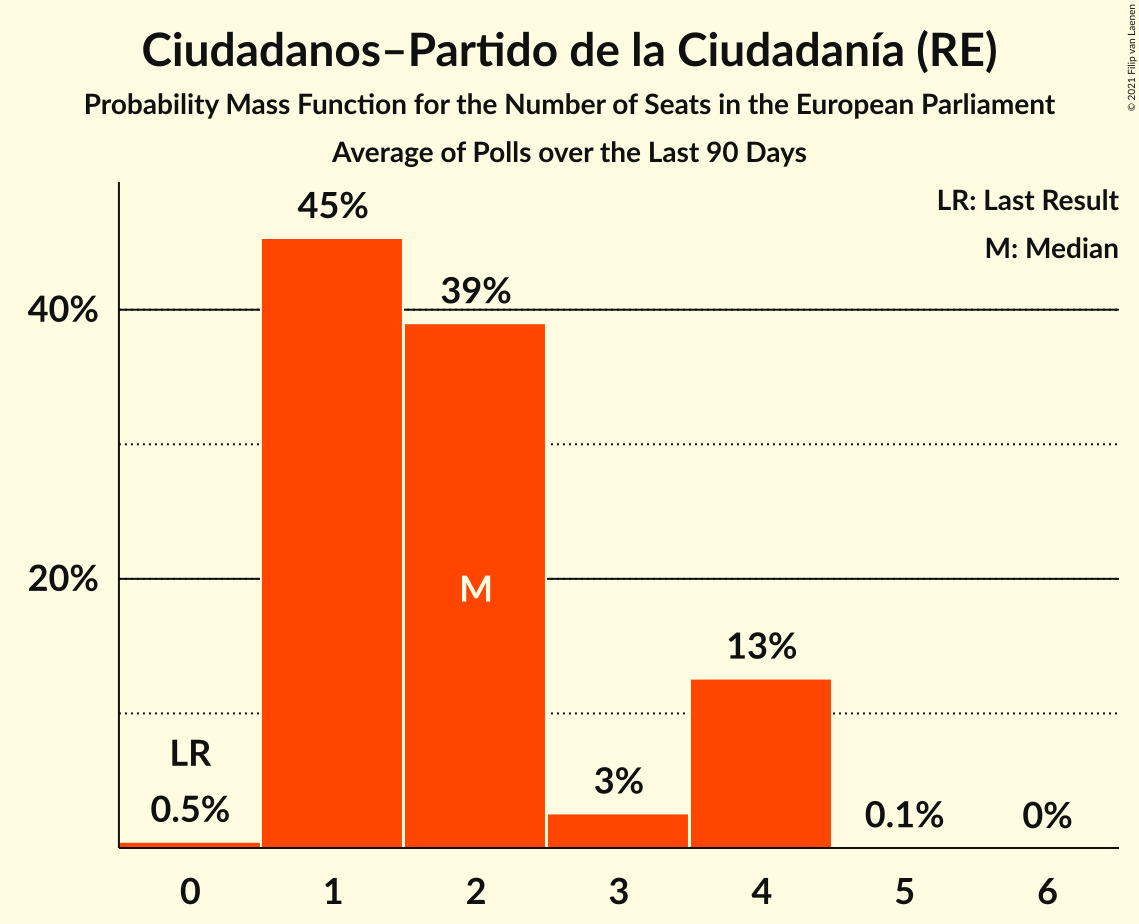 Ciudadanos–Partido de la Ciudadanía (RE)
Probability Mass Function for the Number of Seats in the European Parliament
Average of Polls over the Last 90 Days
© 2021 Filip van Laenen
LR: Last Result
M: Median
45%
39%
40%
20%
M
13%
LR
0.5%
3%
0.1%
0%
0 1 2 3 4 5 6